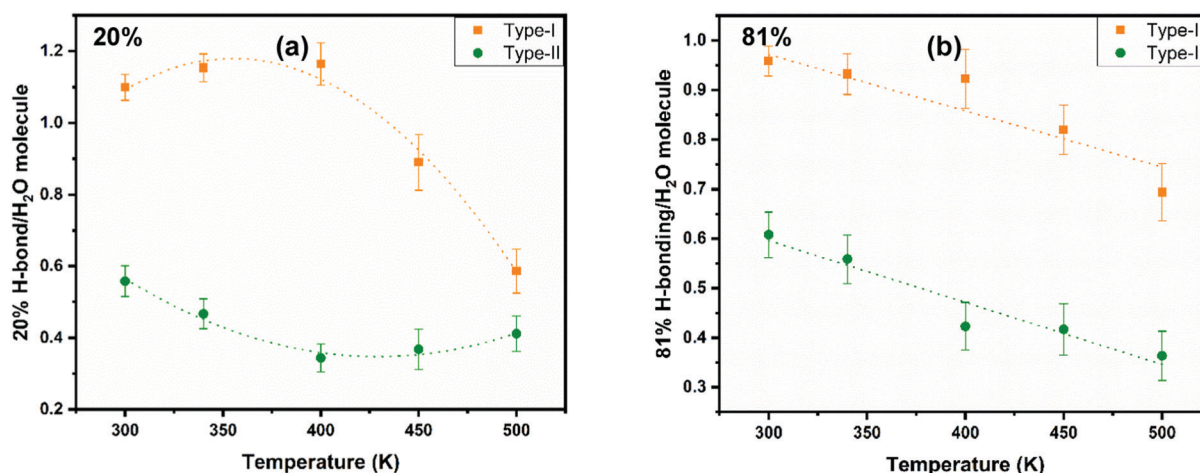 20%
(a)
Type-I
Type-II
20% H-bond/H₂O molecule
1.2
1.0
0.8
0.6
0.4
0.2
300
350
400
450
500
Temperature (K)
81%
(b)
Type-I
Type-I
81% H-bonding/H₂O molecule
1.0
0.9
0.8
0.7
0.6
0.5
0.4
0.3
300
350
400
450
500
Temperature (K)